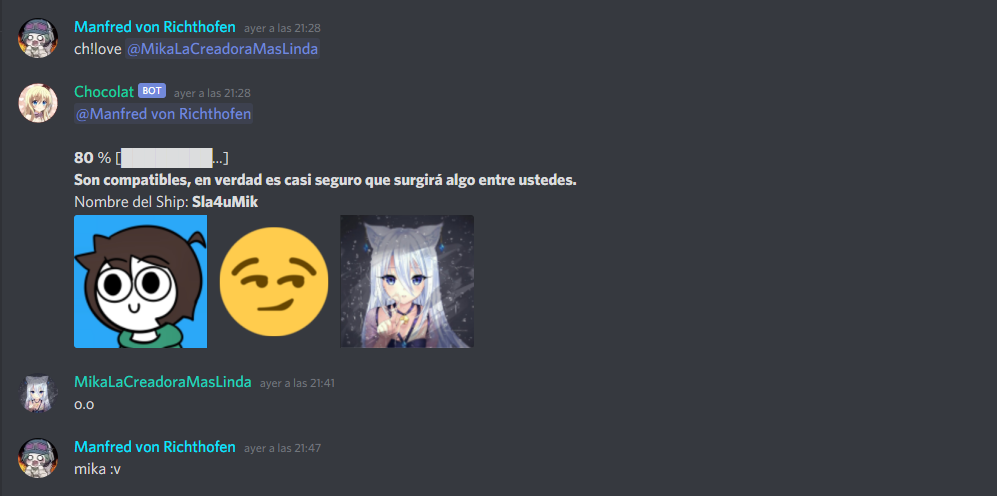 Manfred von Richthofen ayer a las 21:28
ch!love @MikaLaCreadoraMasLinda
Chocolat BOT ayer a las 21:28
@Manfred von Richthofen
80 % [████████...]
Son compatibles, en verdad es casi seguro que surgirá algo entre ustedes.
Nombre del Ship: Sla4uMik
MikaLaCreadoraMasLinda ayer a las 21:41
o.o
Manfred von Richthofen ayer a las 21:47
mika :v